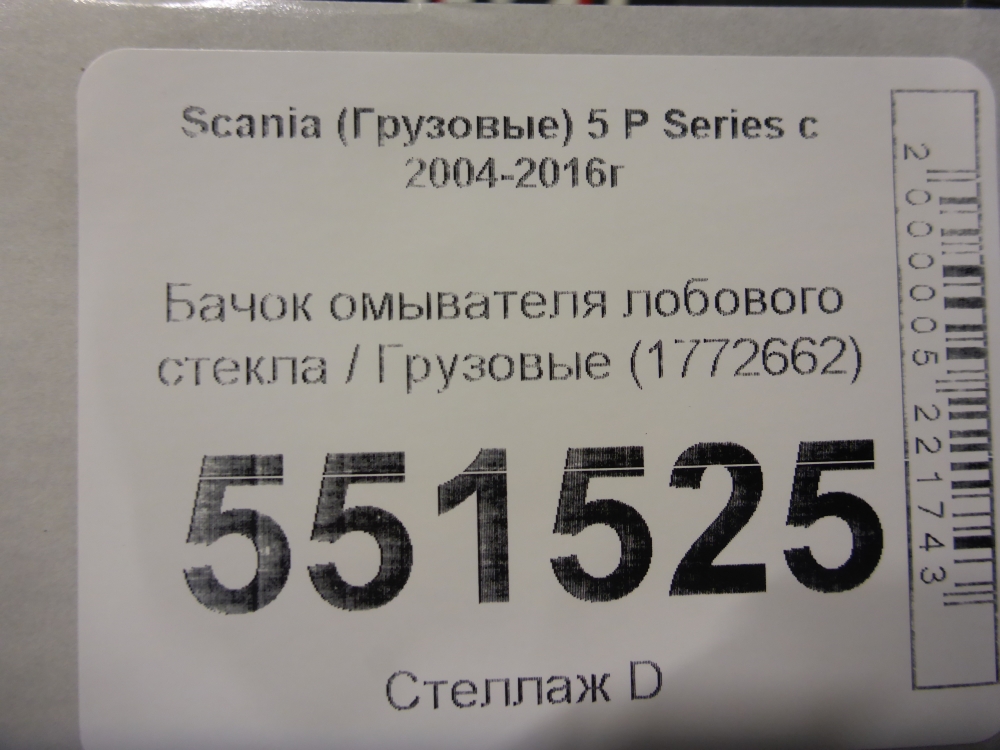 Scania (Грузовые) 5 P Series с
2004-2016г
Бачок омывателя лобового
стекла / Грузовые (1772662)
551525
Стеллаж D
2000005221743